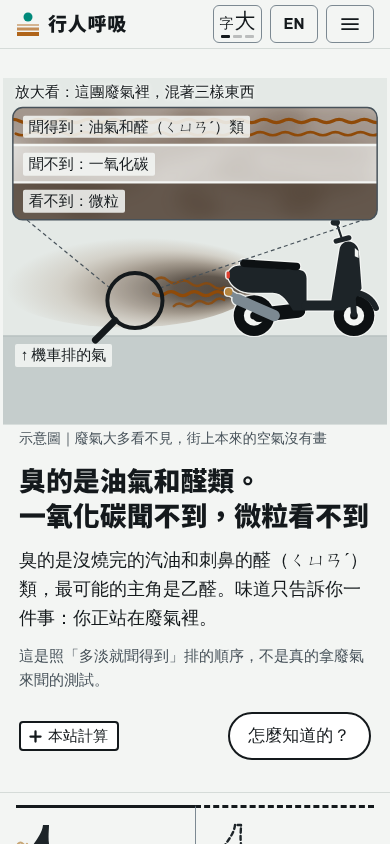 行人呼吸
字大
EN
放大看：這團廢氣裡，混著三樣東西
聞得到：油氣和醛（ㄑㄩㄢˊ）類
聞不到：一氧化碳
看不到：微粒
↑機車排的氣
示意圖｜廢氣大多看不見，街上本來的空氣沒有畫
臭的是油氣和醛類。
一氧化碳聞不到，微粒看不到
臭的是沒燒完的汽油和刺鼻的醛（ㄑㄩㄢˊ）
類，最可能的主角是乙醛。味道只告訴你一
件事：你正站在廢氣裡。
這是照「多淡就聞得到」排的順序，不是真的拿廢氣
來聞的測試。
＋ 本站計算
怎麼知道的？